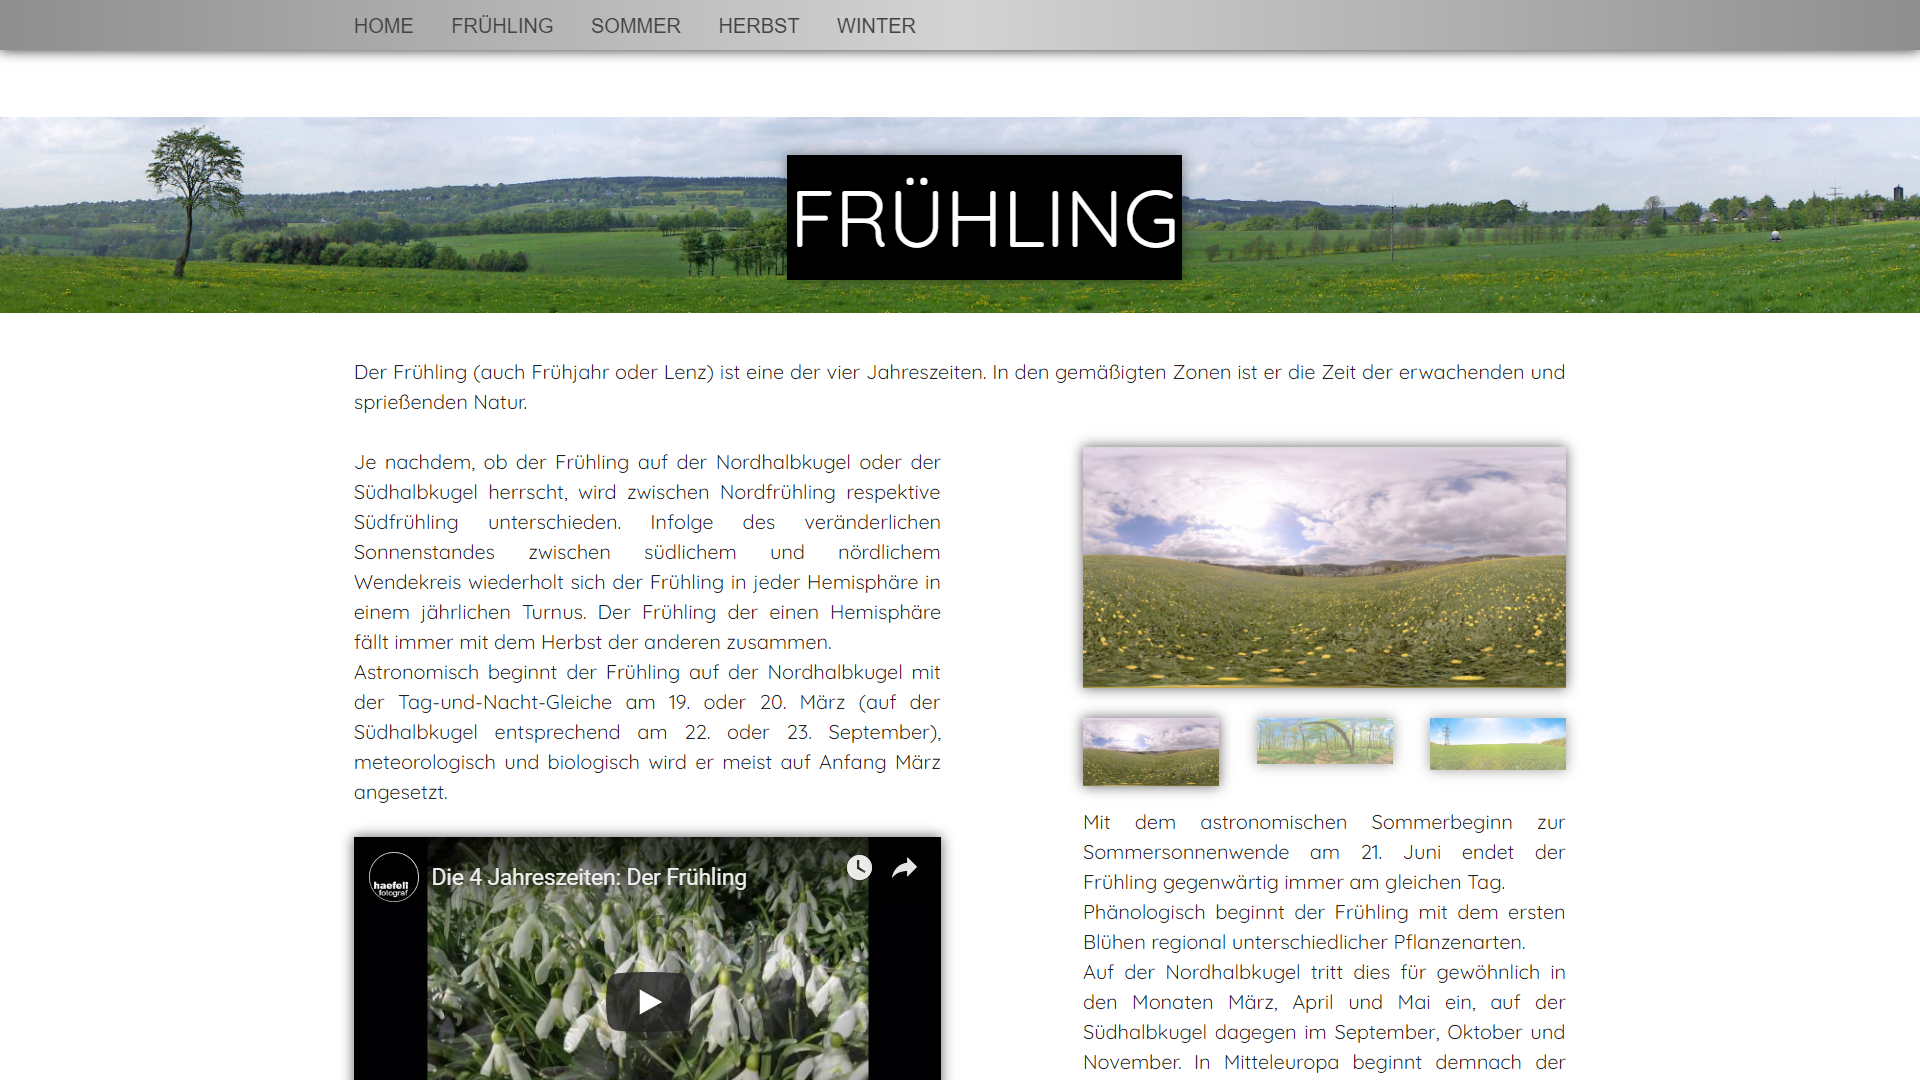 HOME FRÜHLING SOMMER HERBST WINTER
FRÜHLING
Der Frühling (auch Frühjahr oder Lenz) ist eine der vier Jahreszeiten. In den gemäßigten Zonen ist er die Zeit der erwachenden und
sprießenden Natur.
Je nachdem, ob der Frühling auf der Nordhalbkugel oder der
Südhalbkugel herrscht, wird zwischen Nordfrühling respektive
Südfrühling unterschieden. Infolge des veränderlichen
Sonnenstandes zwischen südlichem und nördlichem
Wendekreis wiederholt sich der Frühling in jeder Hemisphäre in
einem jährlichen Turnus. Der Frühling der einen Hemisphäre
fällt immer mit dem Herbst der anderen zusammen.
Astronomisch beginnt der Frühling auf der Nordhalbkugel mit
der Tag-und-Nacht-Gleiche am 19. oder 20. März (auf der
Südhalbkugel entsprechend am 22. oder 23. September),
meteorologisch und biologisch wird er meist auf Anfang März
angesetzt.
haefeli
fotograf
Die 4 Jahreszeiten: Der Frühling
Mit dem astronomischen Sommerbeginn zur
Sommersonnenwende am 21. Juni endet der
Frühling gegenwärtig immer am gleichen Tag.
Phänologisch beginnt der Frühling mit dem ersten
Blühen regional unterschiedlicher Pflanzenarten.
Auf der Nordhalbkugel tritt dies für gewöhnlich in
den Monaten März, April und Mai ein, auf der
Südhalbkugel dagegen im September, Oktober und
November. In Mitteleuropa beginnt demnach der